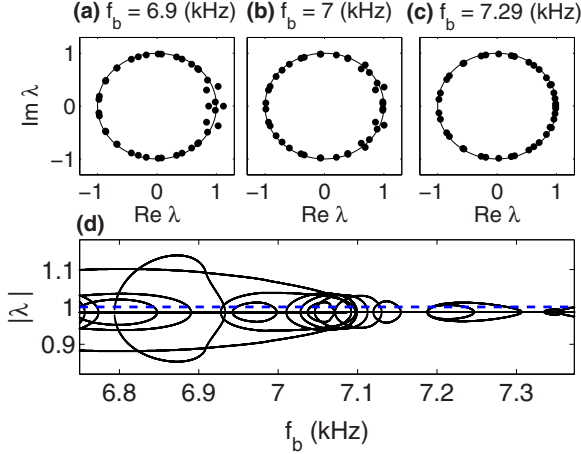 (a) f_b = 6.9 (kHz) (b) f_b = 7 (kHz) (c) f_b = 7.29 (kHz)
Im λ
1
0
−1
−1 0 1 −1 0 1 −1 0 1
Re λ Re λ Re λ
(d)
|λ|
1.1
1
0.9
6.8 6.9 7 7.1 7.2 7.3
f_b (kHz)